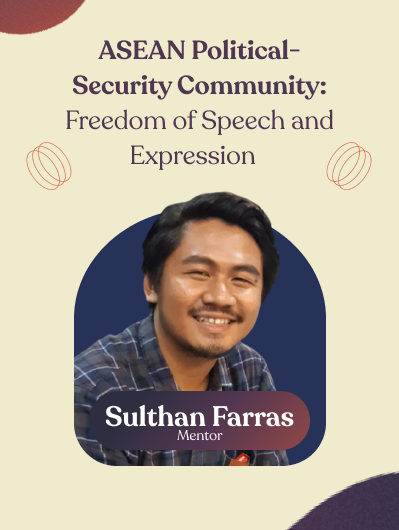 ASEAN Political-
Security Community:
Freedom of Speech and
Expression
Sulthan Farras
Mentor